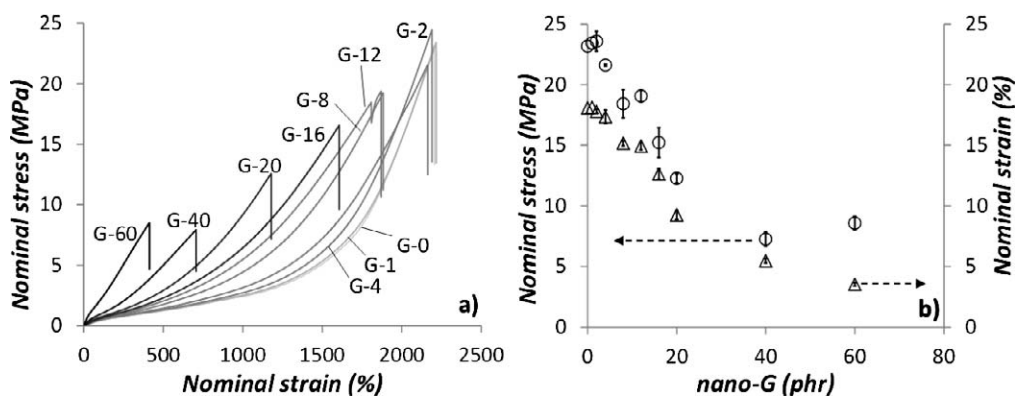 25
20
15
10
5
0
Nominal stress (MPa)
G-2
G-12
G-8
G-16
G-20
G-40
G-60
G-0
G-1
G-4
a)
0 500 1000 1500 2000 2500
Nominal strain (%)
25
20
15
10
5
0
Nominal stress (MPa)
25
20
15
10
5
0
Nominal strain (%)
b)
0 20 40 60 80
nano-G (phr)